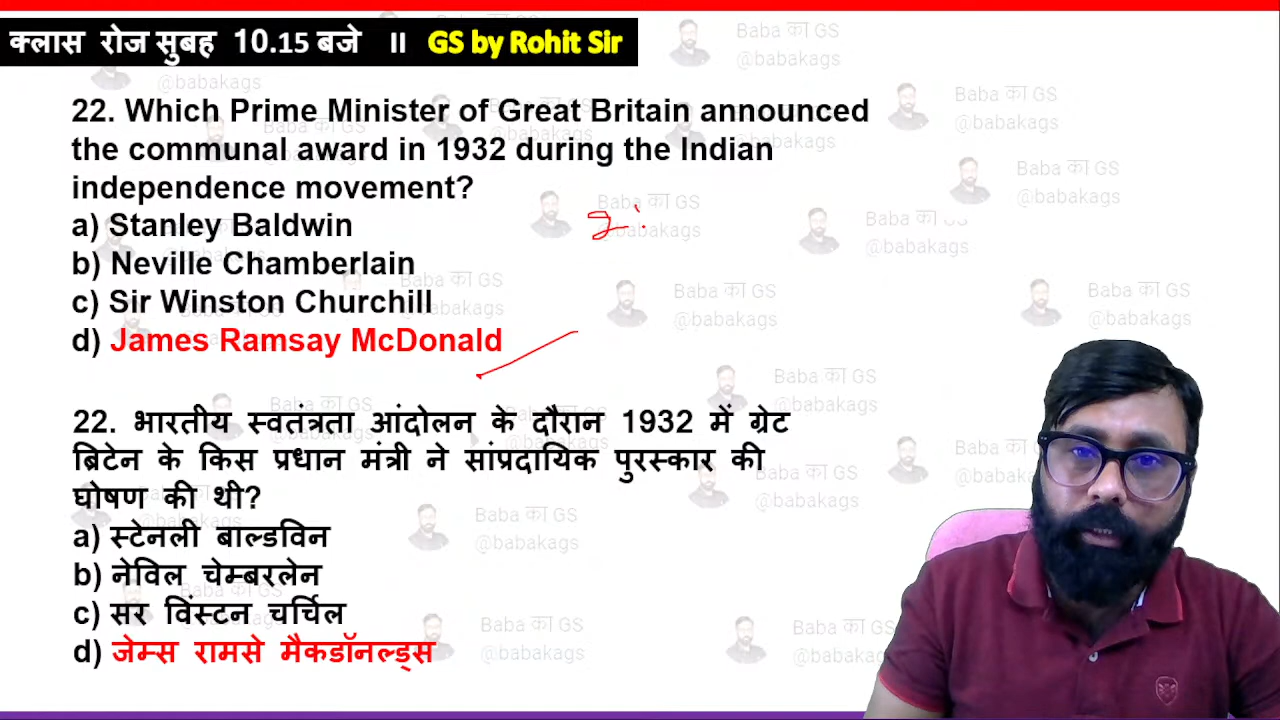 क्लास रोज सुबह 10.15 बजे II GS by Rohit Sir
22. Which Prime Minister of Great Britain announced
the communal award in 1932 during the Indian
independence movement?
a) Stanley Baldwin
b) Neville Chamberlain
c) Sir Winston Churchill
d) James Ramsay McDonald
22. भारतीय स्वतंत्रता आंदोलन के दौरान 1932 में ग्रेट
ब्रिटेन के किस प्रधान मंत्री ने सांप्रदायिक पुरस्कार की
घोषण की थी?
a) स्टेनली बाल्डविन
b) नेविल चेम्बरलेन
c) सर विंस्टन चर्चिल
d) जेम्स रामसे मैकडॉनल्ड्स
Baba का GS
@babakags